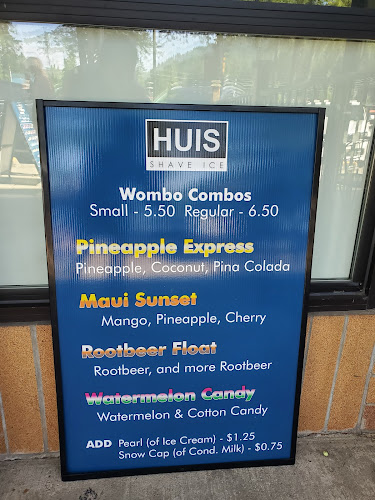 HUIS
SHAVE ICE
Wombo Combos
Small - 5.50 Regular - 6.50
Pineapple Express
Pineapple, Coconut, Pina Colada
Maui Sunset
Mango, Pineapple, Cherry
Rootbeer Float
Rootbeer, and more Rootbeer
Watermelon Candy
Watermelon & Cotton Candy
ADD Pearl (of Ice Cream) - $1.25
Snow Cap (of Cond. Milk) - $0.75